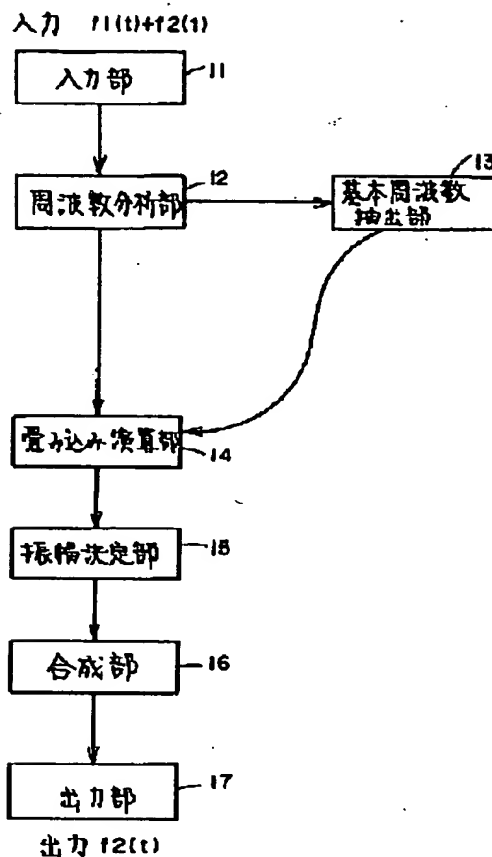 入力 f1(t)+f2(t)
入力部
11
周波数分析部
12
基本周波数
抽出部
13
畳み込み演算部
14
振幅決定部
15
合成部
16
出力部
17
出力 f2(t)